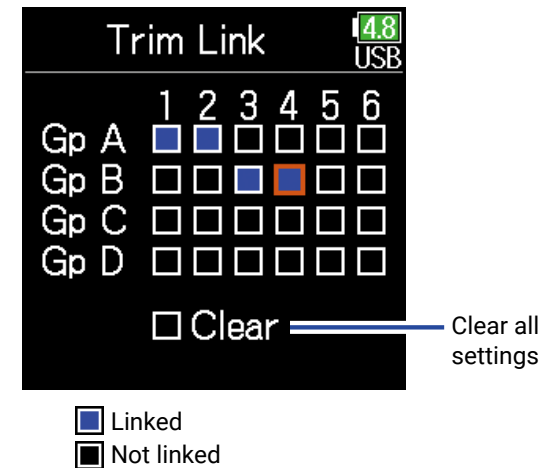 Trim Link
4.8
USB
1 2 3 4 5 6
Gp A
Gp B
Gp C
Gp D
Clear
Clear all
settings
Linked
Not linked